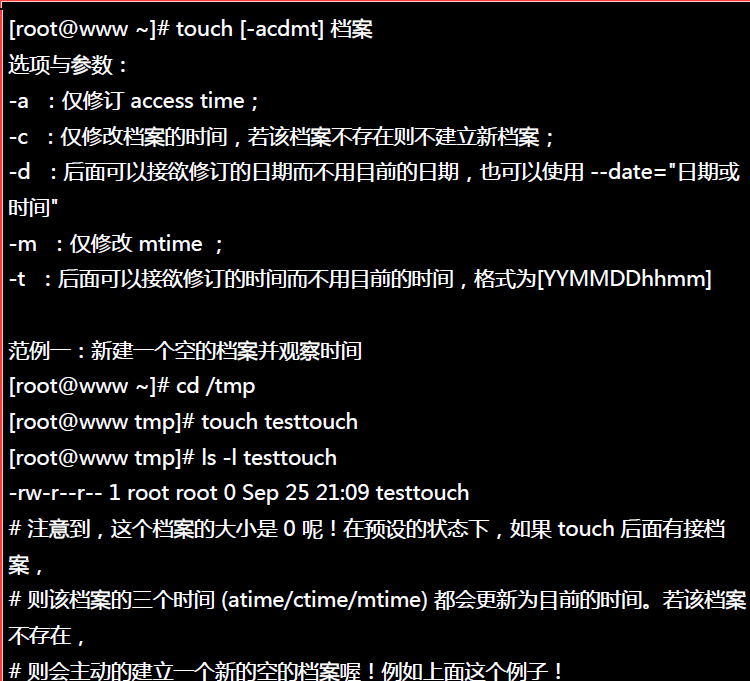 [root@www ~]# touch [-acdmt] 档案
选项与参数：
-a  ：仅修订 access time；
-c  ：仅修改档案的时间，若该档案不存在则不建立新档案；
-d  ：后面可以接欲修订的日期而不用目前的日期，也可以使用 --date="日期或
时间"
-m  ：仅修改 mtime ；
-t  ：后面可以接欲修订的时间而不用目前的时间，格式为[YYMMDDhhmm]
范例一：新建一个空的档案并观察时间
[root@www ~]# cd /tmp
[root@www tmp]# touch testtouch
[root@www tmp]# ls -l testtouch
-rw-r--r-- 1 root root 0 Sep 25 21:09 testtouch
# 注意到，这个档案的大小是 0 呢！在预设的状态下，如果 touch 后面有接档
案，
# 则该档案的三个时间 (atime/ctime/mtime) 都会更新为目前的时间。若该档案
不存在，
# 则会主动的建立一个新的空的档案喔！例如上面这个例子！